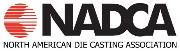 NADCA
NORTH AMERICAN DIE CASTING ASSOCIATION